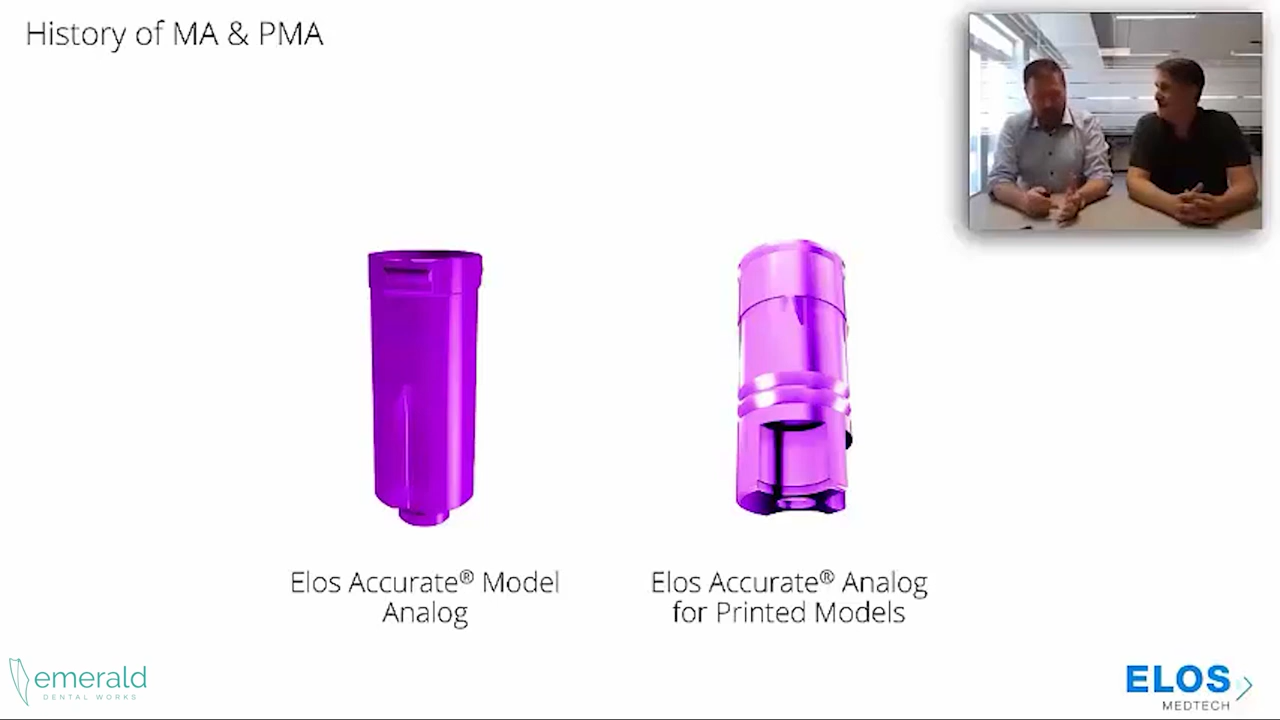 History of MA & PMA
Elos Accurate® Model
Analog
Elos Accurate® Analog
for Printed Models
emerald
DENTAL WORKS
ELOS
MEDTECH